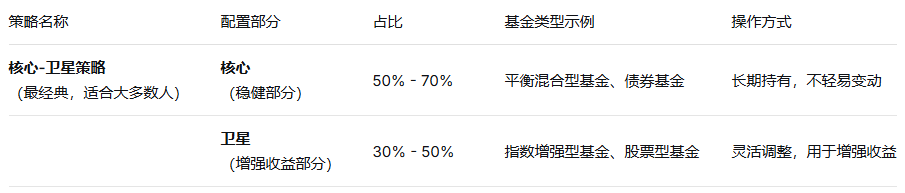 策略名称 配置部分 占比 基金类型示例 操作方式
核心-卫星策略 核心
（最经典，适合大多数人） （稳健部分） 50% - 70% 平衡混合型基金、债券基金 长期持有，不轻易变动
卫星
（增强收益部分） 30% - 50% 指数增强型基金、股票型基金 灵活调整，用于增强收益